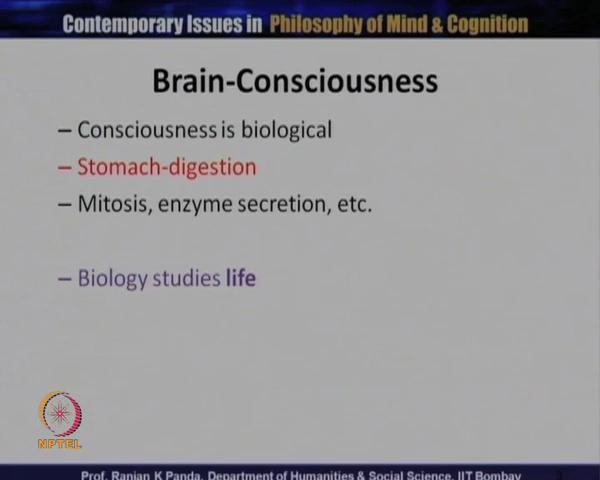 Contemporary Issues in Philosophy of Mind & Cognition
Brain-Consciousness
– Consciousness is biological
– Stomach-digestion
– Mitosis, enzyme secretion, etc.
– Biology studies life
NPTEL
Prof. Ranjan K Panda, Department of Humanities & Social Science, IIT Bombay